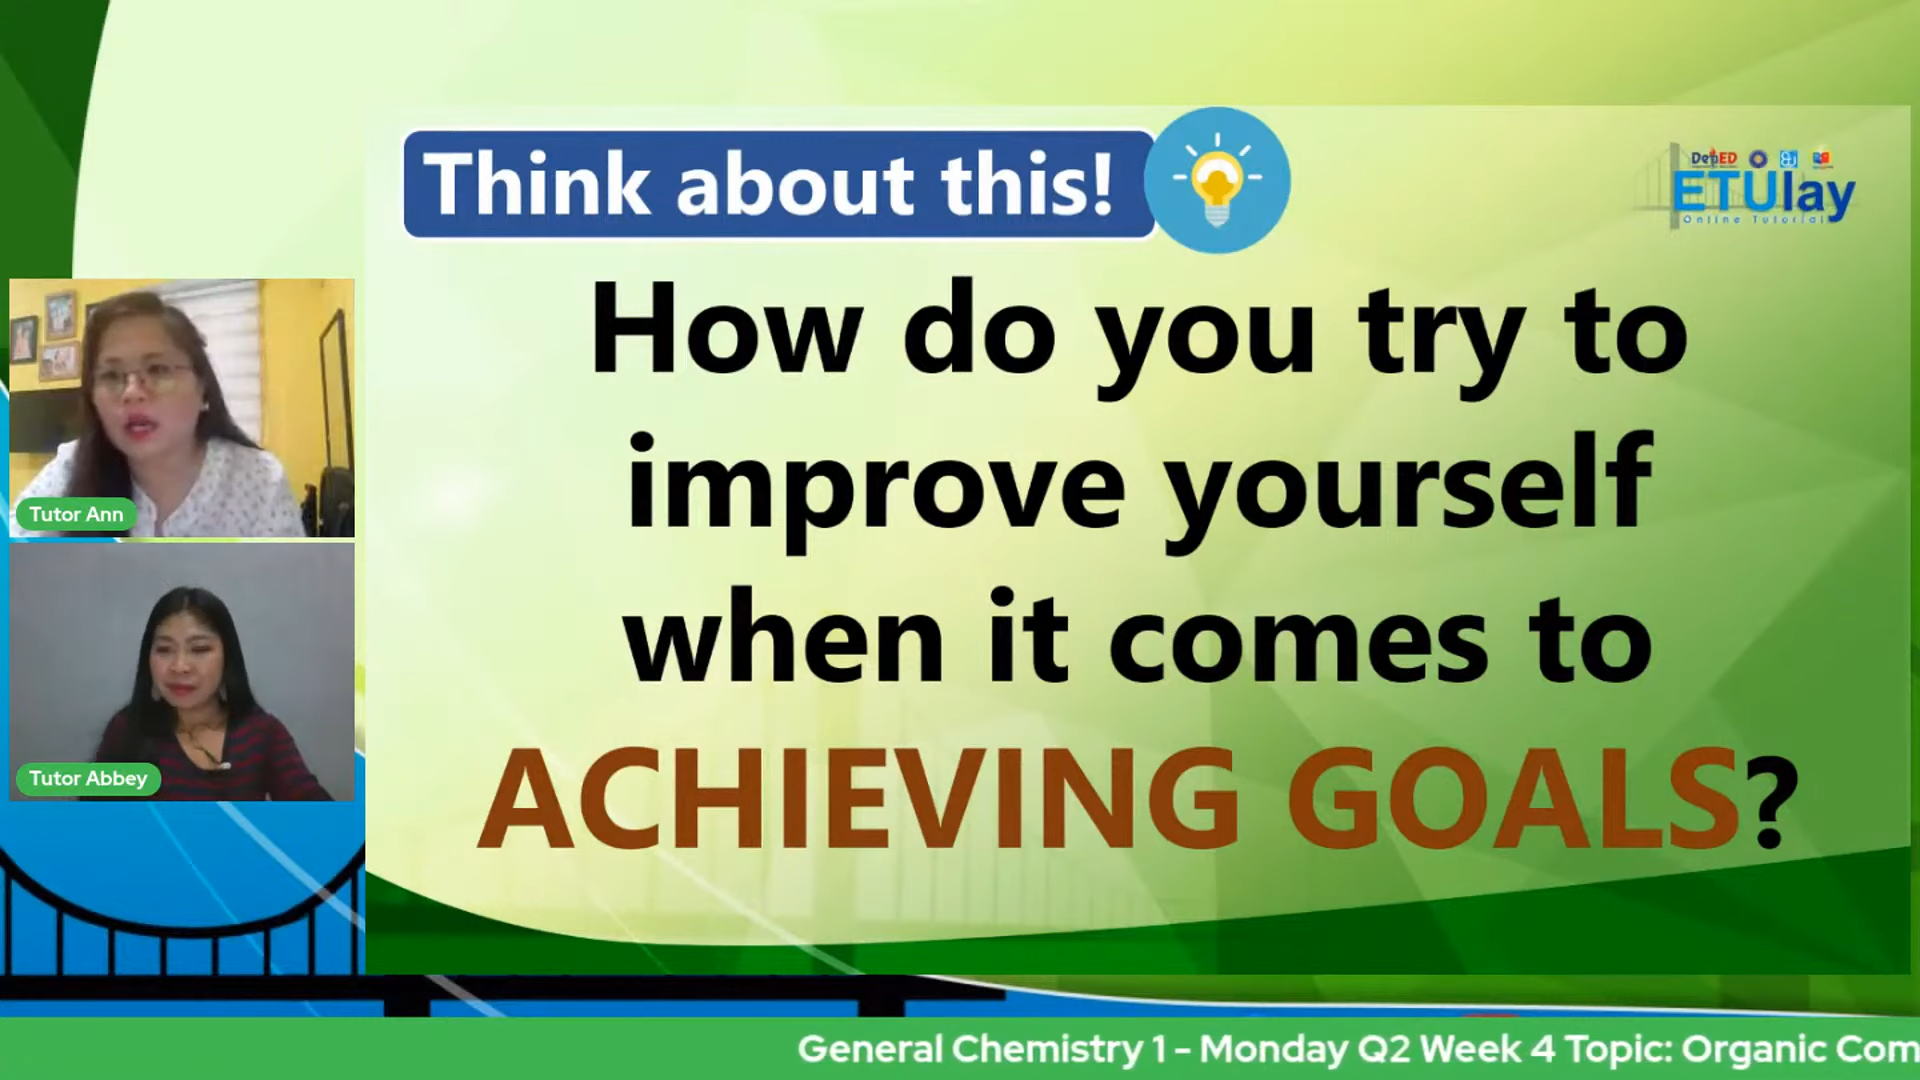 Think about this!
DepED
ETUlay
Online Tutorial
How do you try to
improve yourself
when it comes to
ACHIEVING GOALS?
Tutor Ann
Tutor Abbey
General Chemistry 1 - Monday Q2 Week 4 Topic: Organic Com